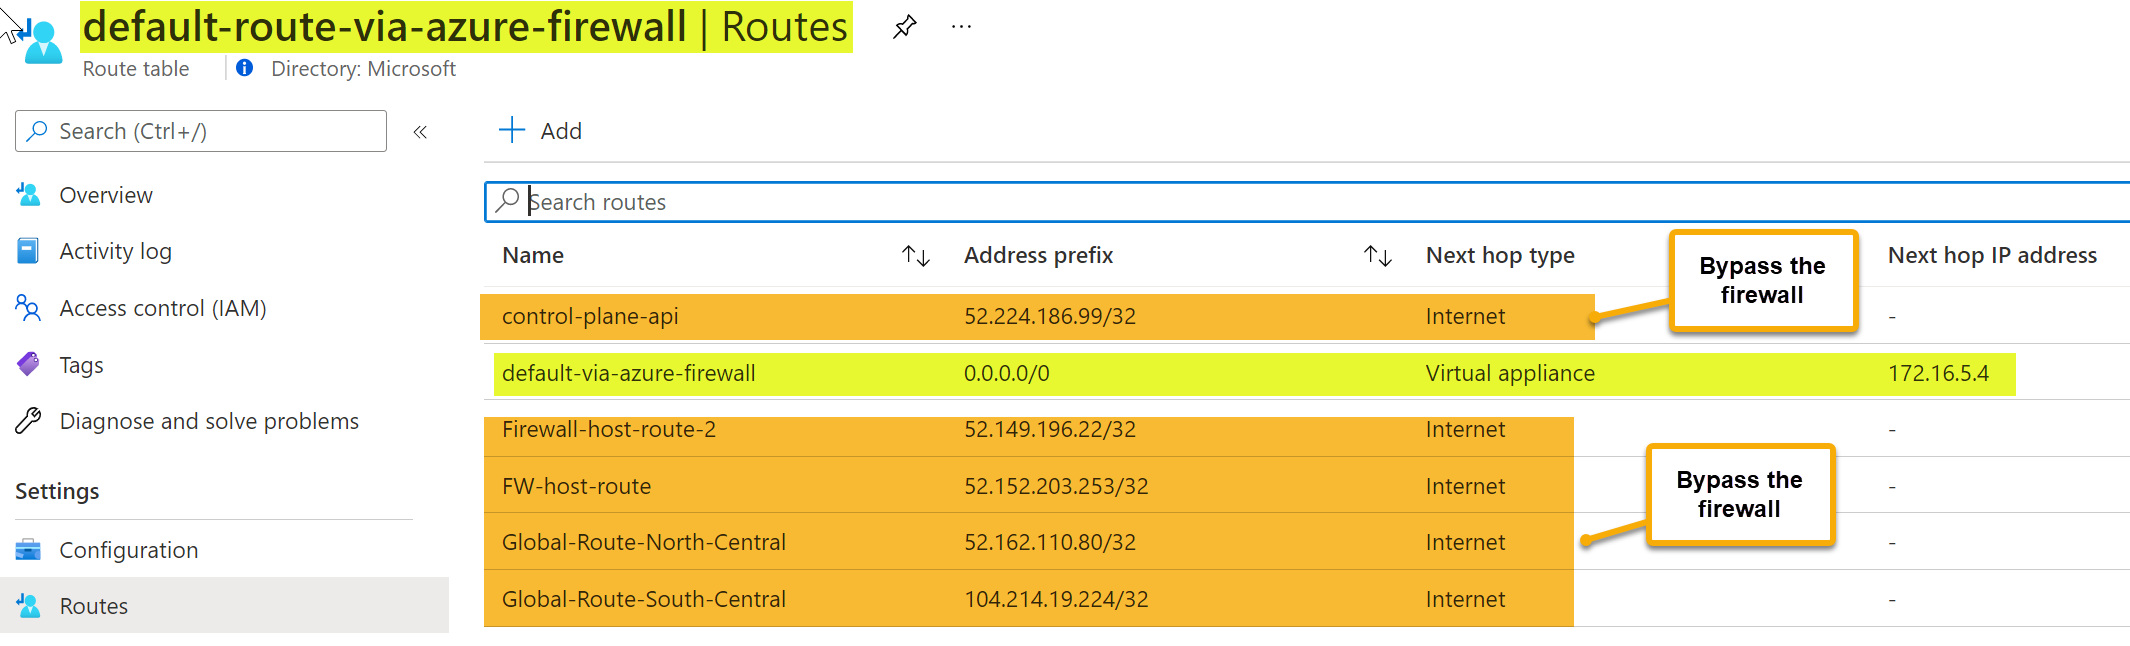 default-route-via-azure-firewall | Routes
Route table
Directory: Microsoft
Search (Ctrl+/)
Overview
Activity log
Access control (IAM)
Tags
Diagnose and solve problems
Settings
Configuration
Routes
Add
Search routes
Name Address prefix Next hop type Next hop IP address
control-plane-api 52.224.186.99/32 Internet -
default-via-azure-firewall 0.0.0.0/0 Virtual appliance 172.16.5.4
Firewall-host-route-2 52.149.196.22/32 Internet -
FW-host-route 52.152.203.253/32 Internet -
Global-Route-North-Central 52.162.110.80/32 Internet -
Global-Route-South-Central 104.214.19.224/32 Internet -
Bypass the
firewall
Bypass the
firewall